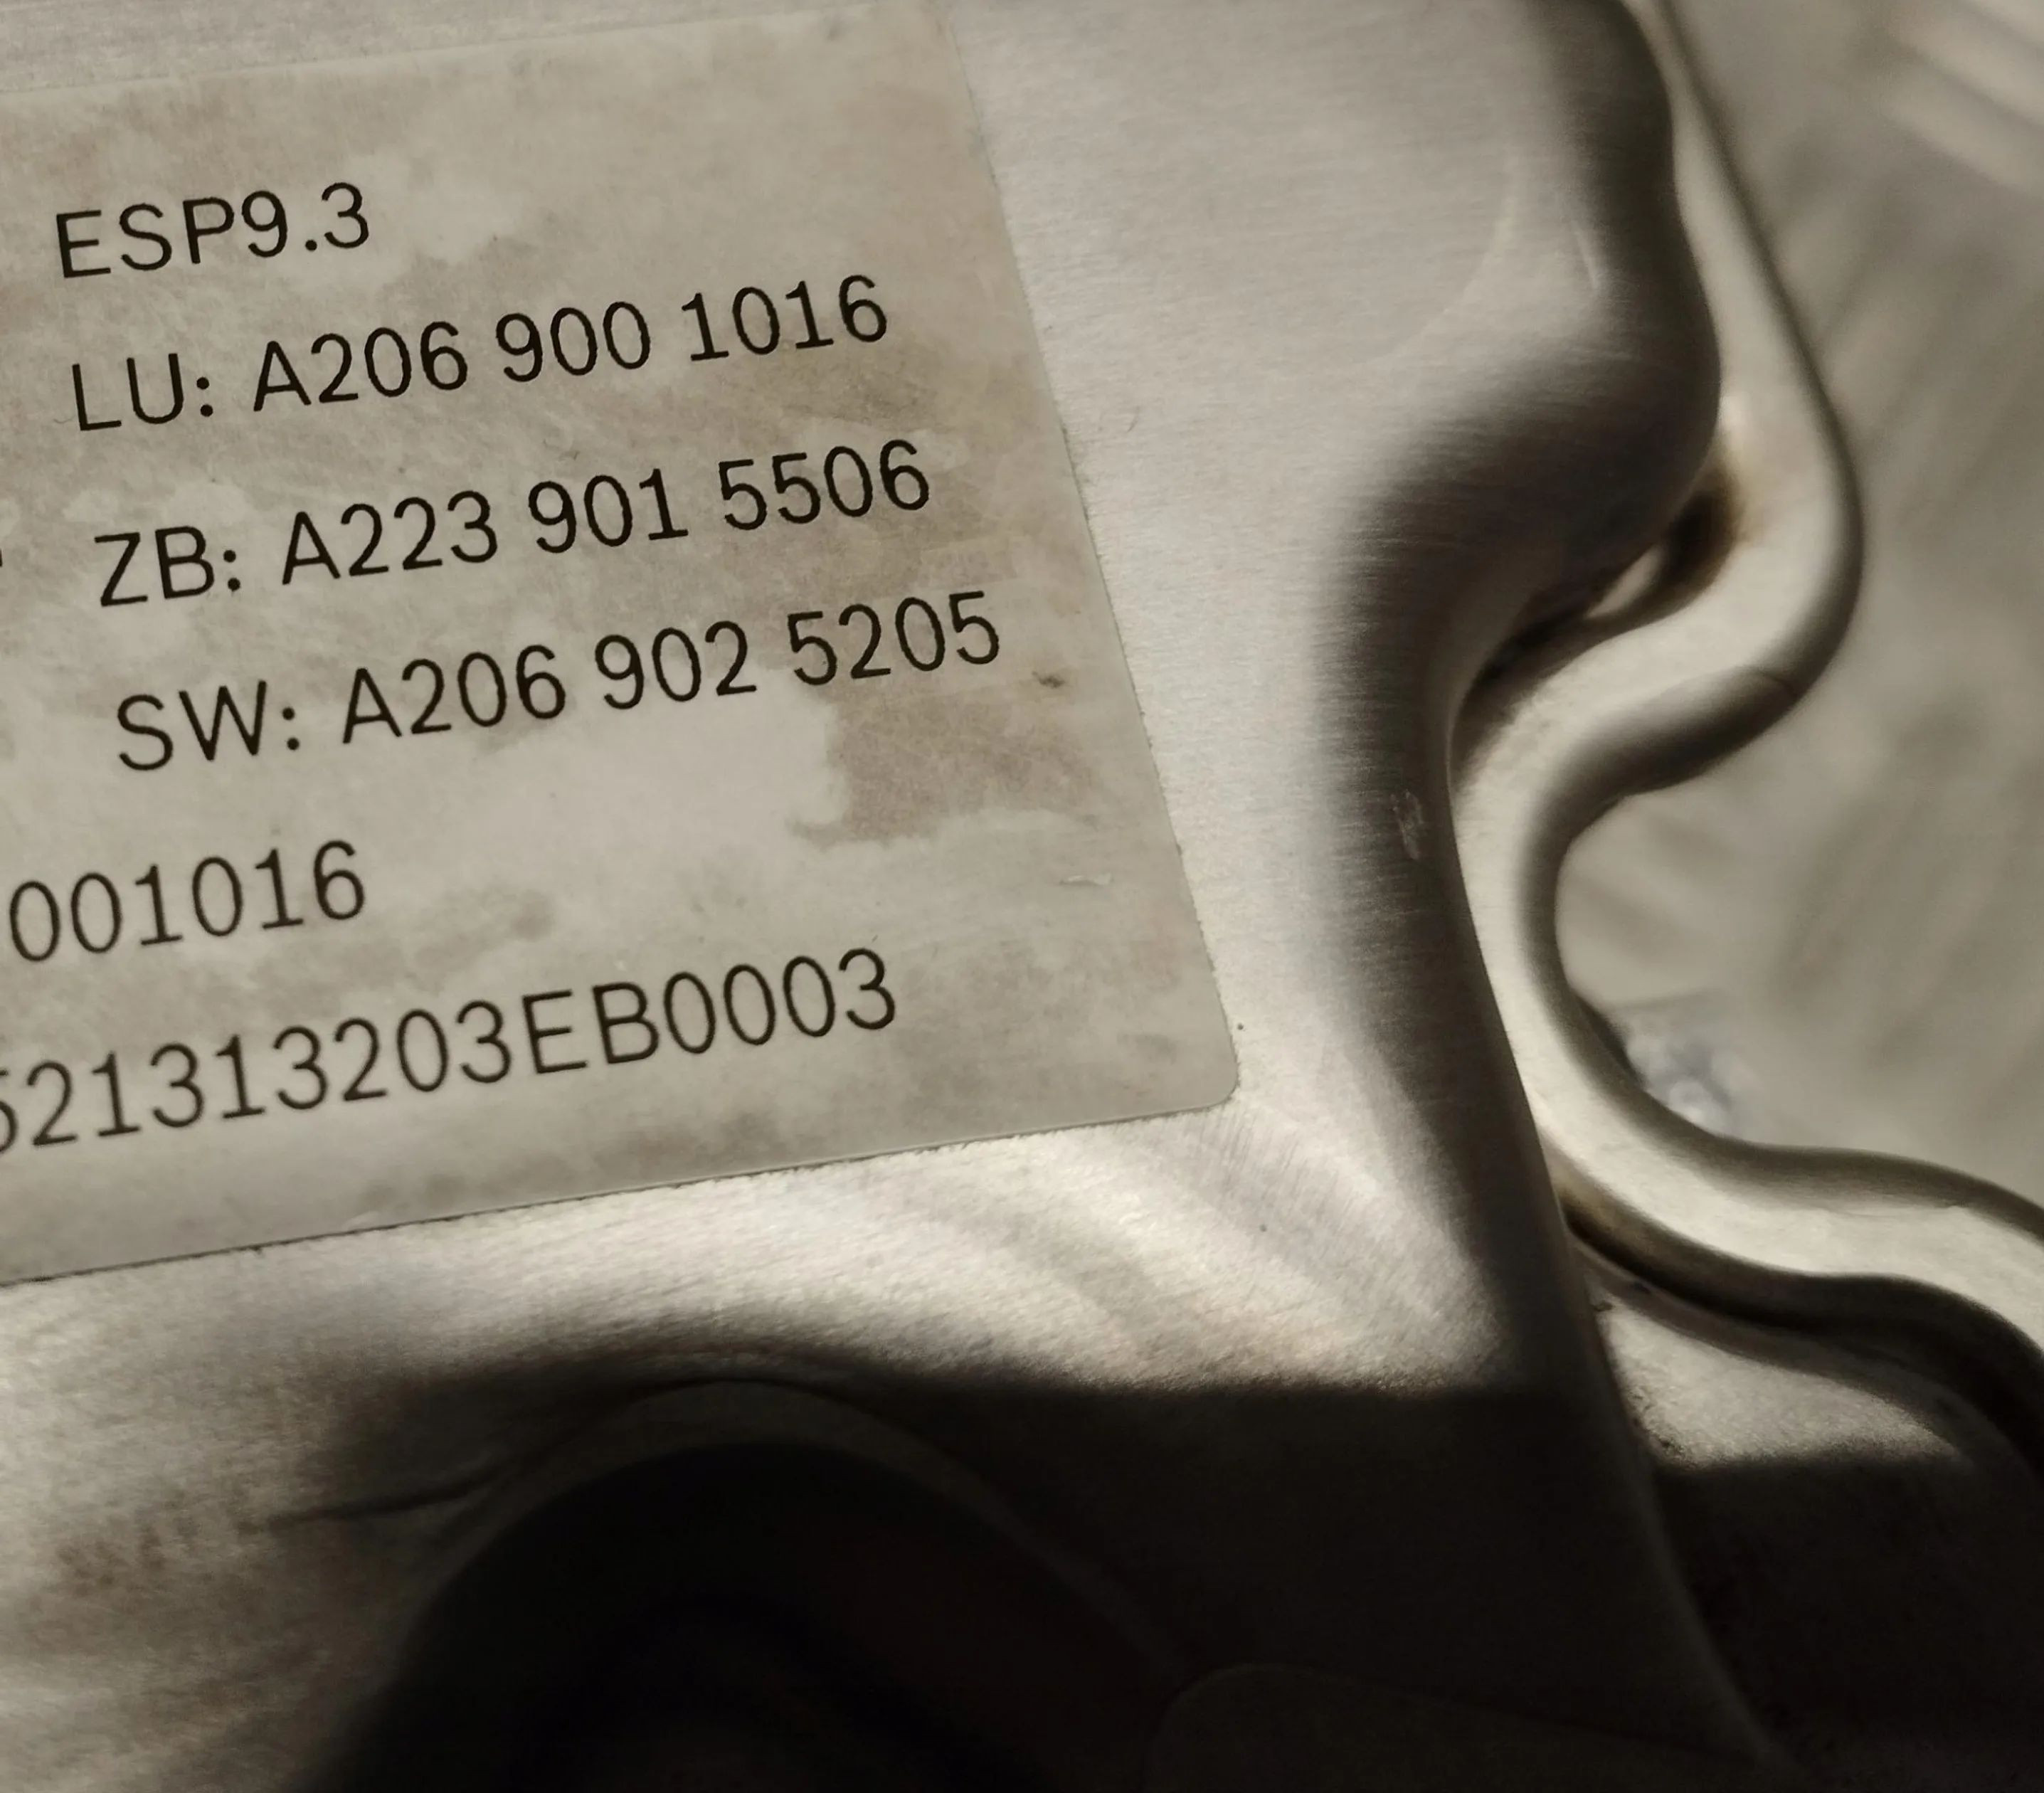 ESP9.3
LU: A206 900 1016
ZB: A223 901 5506
SW: A206 902 5205
001016
21313203EB0003